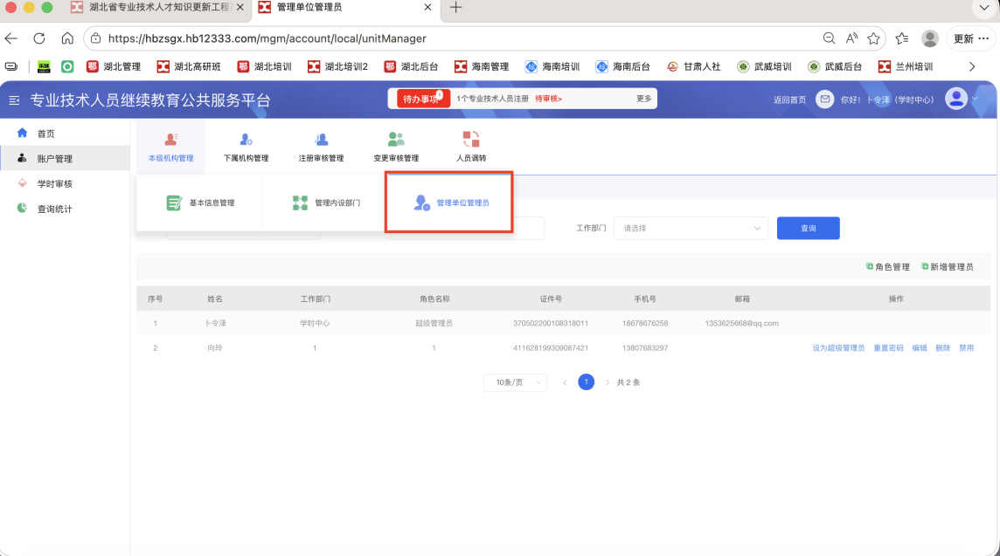 湖北省专业技术人才知识更新工程
管理单位管理员
https://hbzsgx.hb12333.com/mgm/account/local/unitManager
更新
湖北管理 湖北高研班 湖北培训 湖北培训2 湖北后台 海南管理 海南培训 海南后台 甘肃人社 武威培训 武威后台 兰州培训
专业技术人员继续教育公共服务平台
待办事项 1 1个专业技术人员注册 待审核> 更多
返回首页 你好! 卜令泽 (学时中心)
首页
账户管理
学时审核
查询统计
本级机构管理 下属机构管理 注册审核管理 变更审核管理 人员调转
基本信息管理 管理内设部门 管理单位管理员
工作部门 请选择 查询
角色管理 新增管理员
序号 姓名 工作部门 角色名称 证件号 手机号 邮箱 操作
1 卜令泽 学时中心 超级管理员 370502200108318011 18678676258 1353625668@qq.com
2 向玲 1 1 411628199309087421 13807683297 设为超级管理员 重置密码 编辑 删除 禁用
10条/页 1 共 2 条